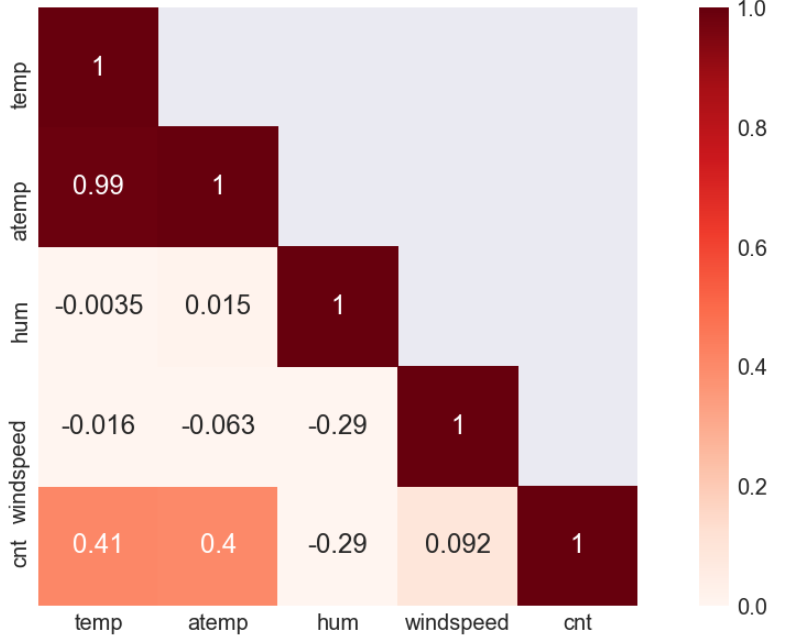 temp 1
atemp 0.99 1
hum -0.0035 0.015 1
windspeed -0.016 -0.063 -0.29 1
cnt 0.41 0.4 -0.29 0.092 1
temp atemp hum windspeed cnt
1.0
0.8
0.6
0.4
0.2
0.0